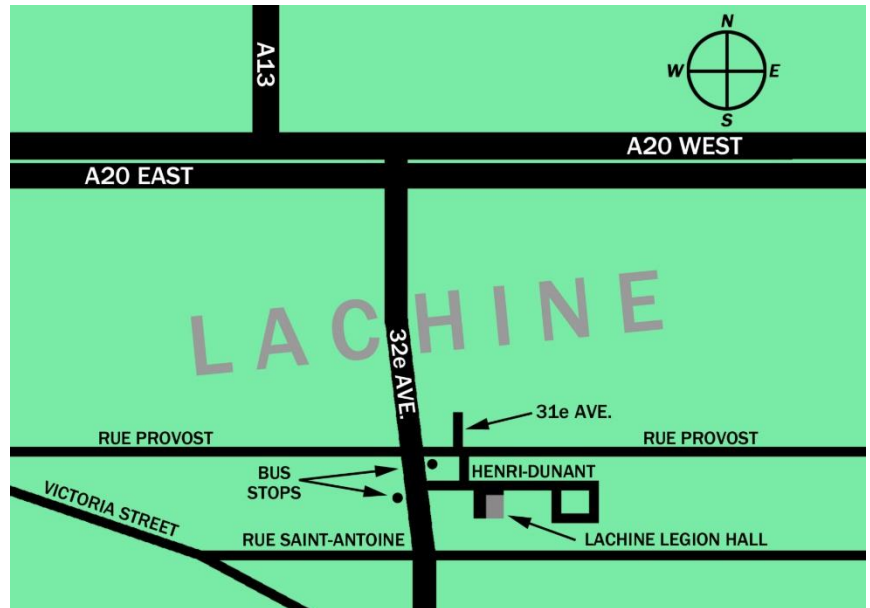 A13
N
W
E
S
A20 WEST
A20 EAST
LACHINE
32e AVE.
31e AVE.
RUE PROVOST
RUE PROVOST
BUS
STOPS
HENRI-DUNANT
VICTORIA STREET
RUE SAINT-ANTOINE
LACHINE LEGION HALL